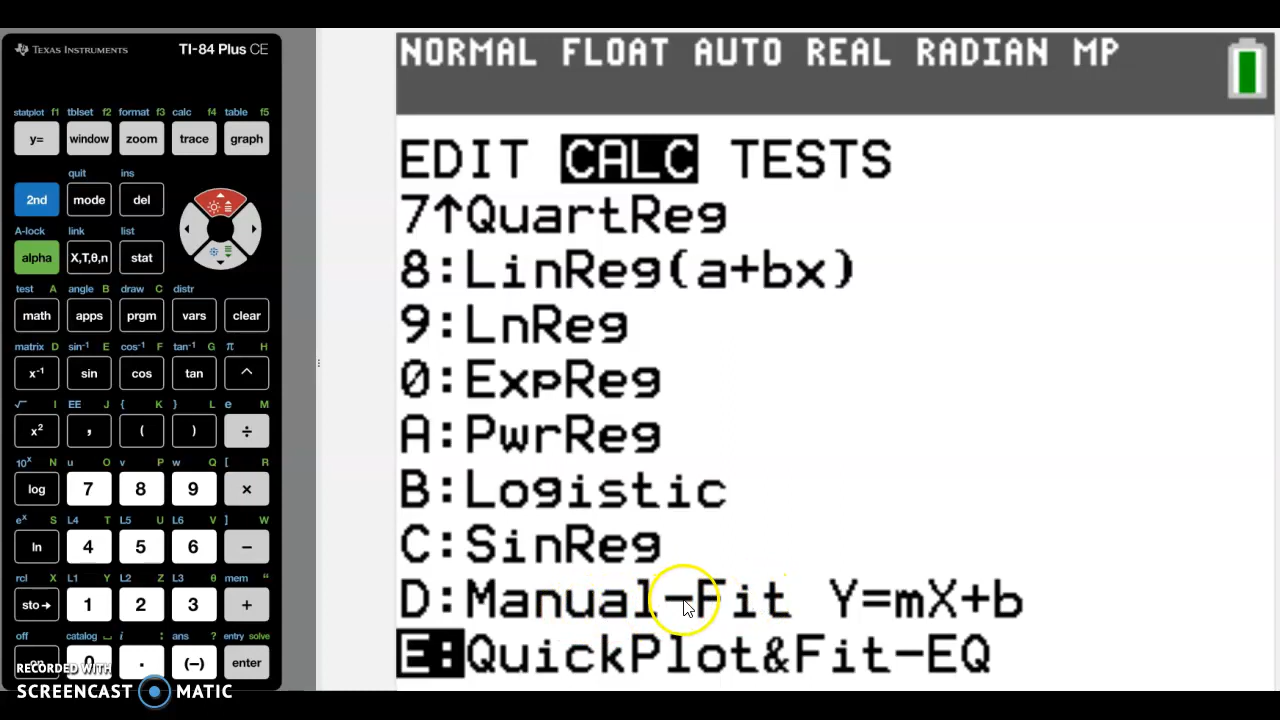 TEXAS INSTRUMENTS TI-84 Plus CE
statplot f1 tblset f2 format f3 calc f4 table f5
y= window zoom trace graph
quit ins
2nd mode del
A-lock link list
alpha X,T,θ,n stat
test A angle B draw C distr
math apps prgm vars clear
matrix D sin⁻¹ E cos⁻¹ F tan⁻¹ G π H
x⁻¹ sin cos tan ^
√ I EE J { K } L e M
x² , ( ) ÷
10ˣ N u O v P w Q [ R
log 7 8 9 ×
eˣ S L4 T L5 U L6 V ] W
ln 4 5 6 −
rcl X L1 Y L2 Z L3 θ mem "
sto→ 1 2 3 +
off catalog ⎵ i : ans ? entry solve
on 0 . (−) enter
RECORDED WITH
SCREENCAST MATIC
NORMAL FLOAT AUTO REAL RADIAN MP
EDIT CALC TESTS
7↑QuartReg
8:LinReg(a+bx)
9:LnReg
0:ExpReg
A:PwrReg
B:Logistic
C:SinReg
D:Manual-Fit Y=mX+b
E:QuickPlot&Fit-EQ